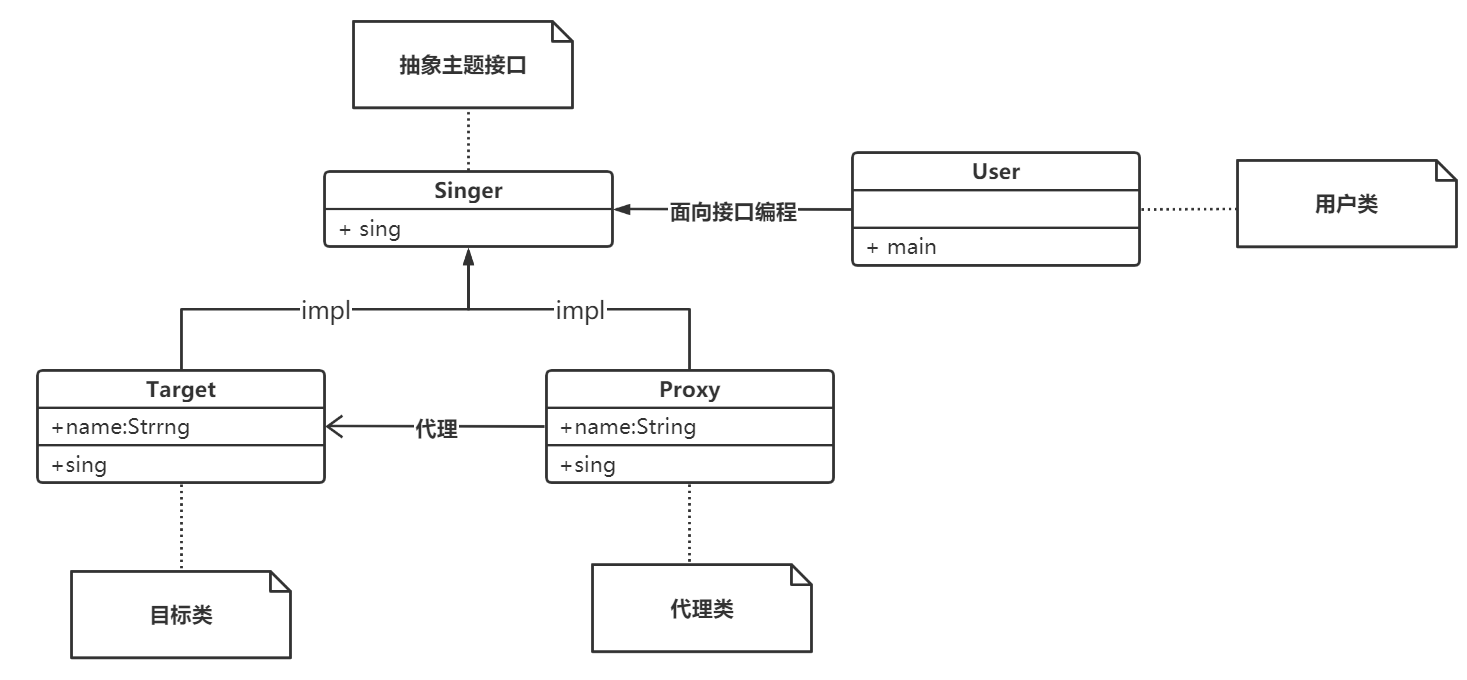 抽象主题接口
Singer
+ sing
面向接口编程
User
+ main
用户类
impl
impl
Target
+name:Strrng
+sing
代理
Proxy
+name:String
+sing
目标类
代理类